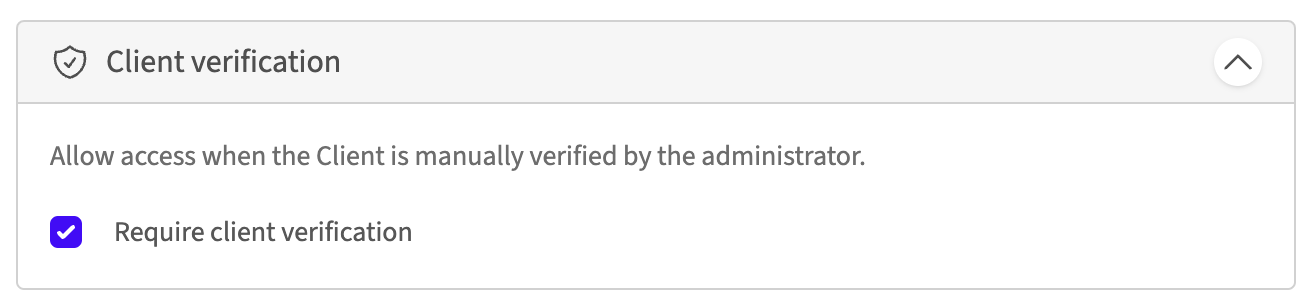 Client verification
Allow access when the Client is manually verified by the administrator.
Require client verification